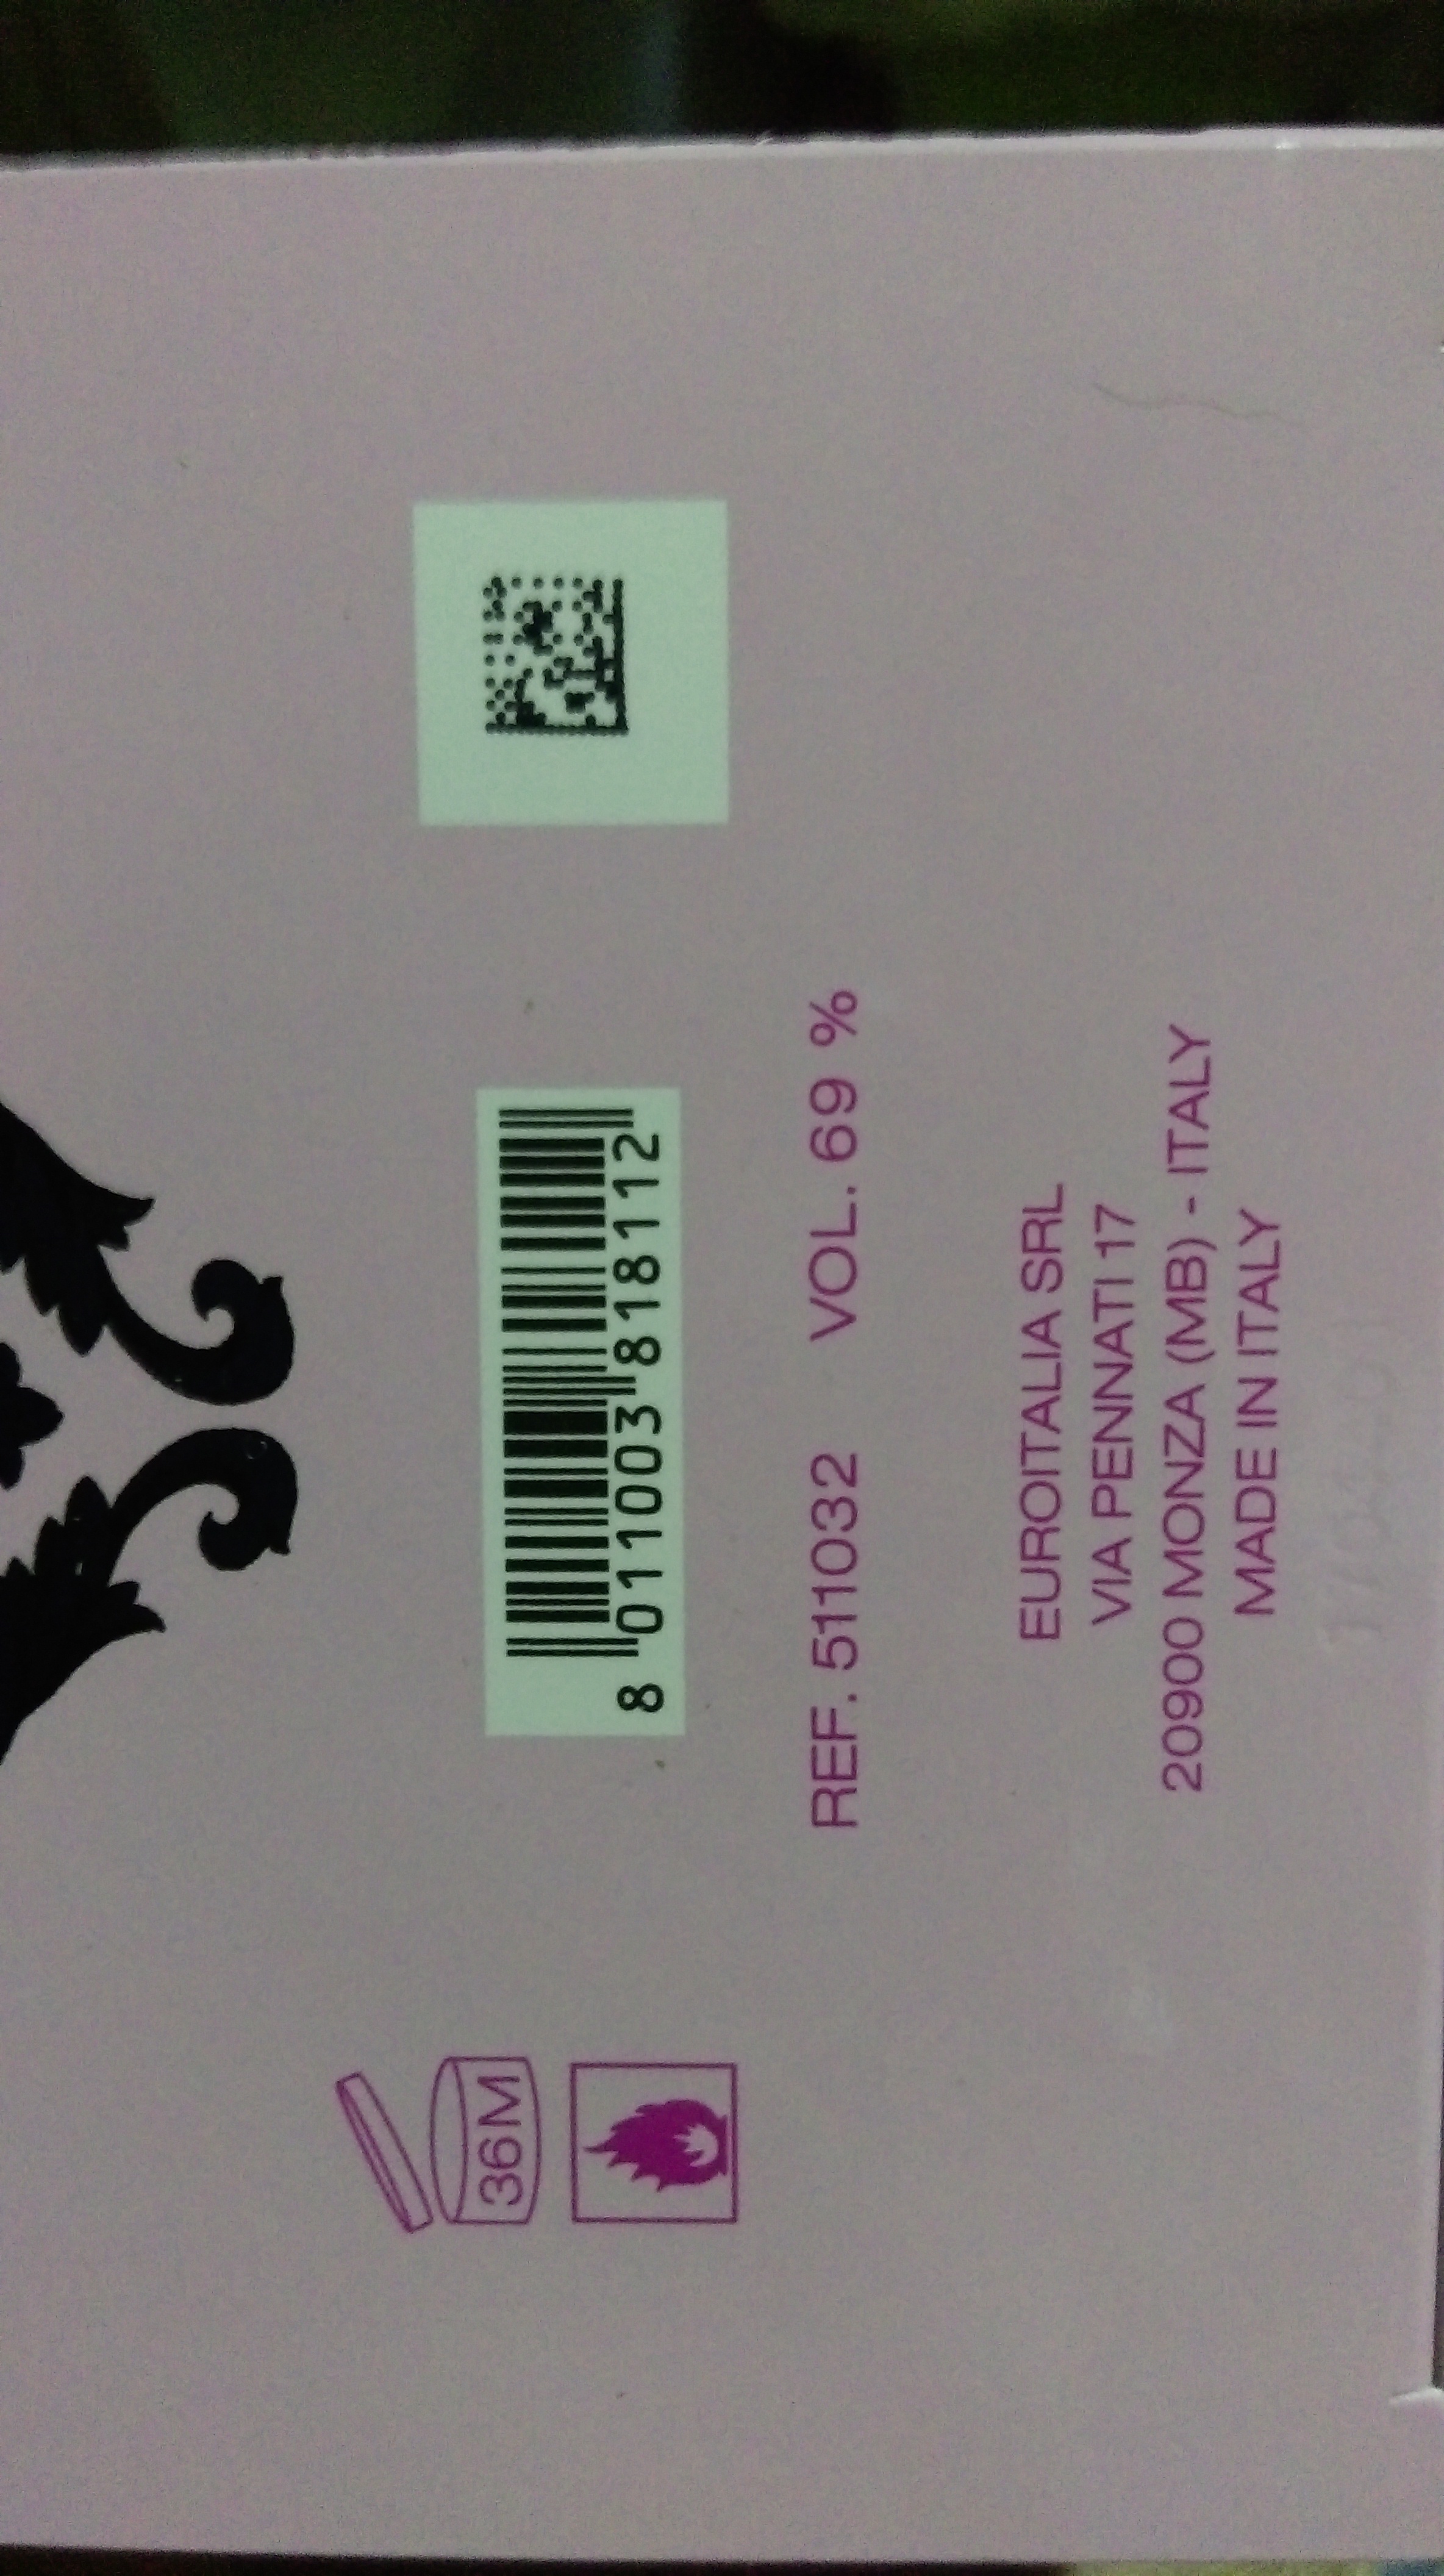 36M
8 011003 818112
REF. 511032 VOL. 69 %
EUROITALIA SRL
VIA PENNATI 17
20900 MONZA (MB) - ITALY
MADE IN ITALY